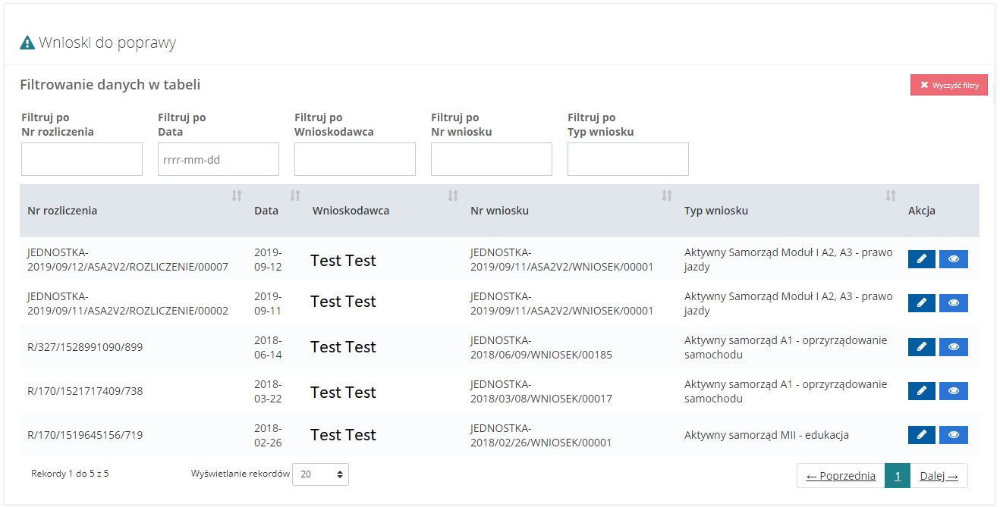 Wnioski do poprawy
Filtrowanie danych w tabeli
Wyczyść filtry
Filtruj po
Nr rozliczenia
Filtruj po
Data
Filtruj po
Wnioskodawca
Filtruj po
Nr wniosku
Filtruj po
Typ wniosku
rrrr-mm-dd
Nr rozliczenia Data Wnioskodawca Nr wniosku Typ wniosku Akcja
JEDNOSTKA-
2019/09/12/ASA2V2/ROZLICZENIE/00007
2019-
09-12
Test Test
JEDNOSTKA-
2019/09/11/ASA2V2/WNIOSEK/00001
Aktywny Samorząd Moduł I A2, A3 - prawo
jazdy
JEDNOSTKA-
2019/09/11/ASA2V2/ROZLICZENIE/00002
2019-
09-11
Test Test
JEDNOSTKA-
2019/09/11/ASA2V2/WNIOSEK/00001
Aktywny Samorząd Moduł I A2, A3 - prawo
jazdy
R/327/1528991090/899
2018-
06-14
Test Test
JEDNOSTKA-
2018/06/09/WNIOSEK/00185
Aktywny samorząd A1 - oprzyrządowanie
samochodu
R/170/1521717409/738
2018-
03-22
Test Test
JEDNOSTKA-
2018/03/08/WNIOSEK/00017
Aktywny samorząd A1 - oprzyrządowanie
samochodu
R/170/1519645156/719
2018-
02-26
Test Test
JEDNOSTKA-
2018/02/26/WNIOSEK/00001
Aktywny samorząd MII - edukacja
Rekordy 1 do 5 z 5
Wyświetlanie rekordów 20
← Poprzednia 1 Dalej →